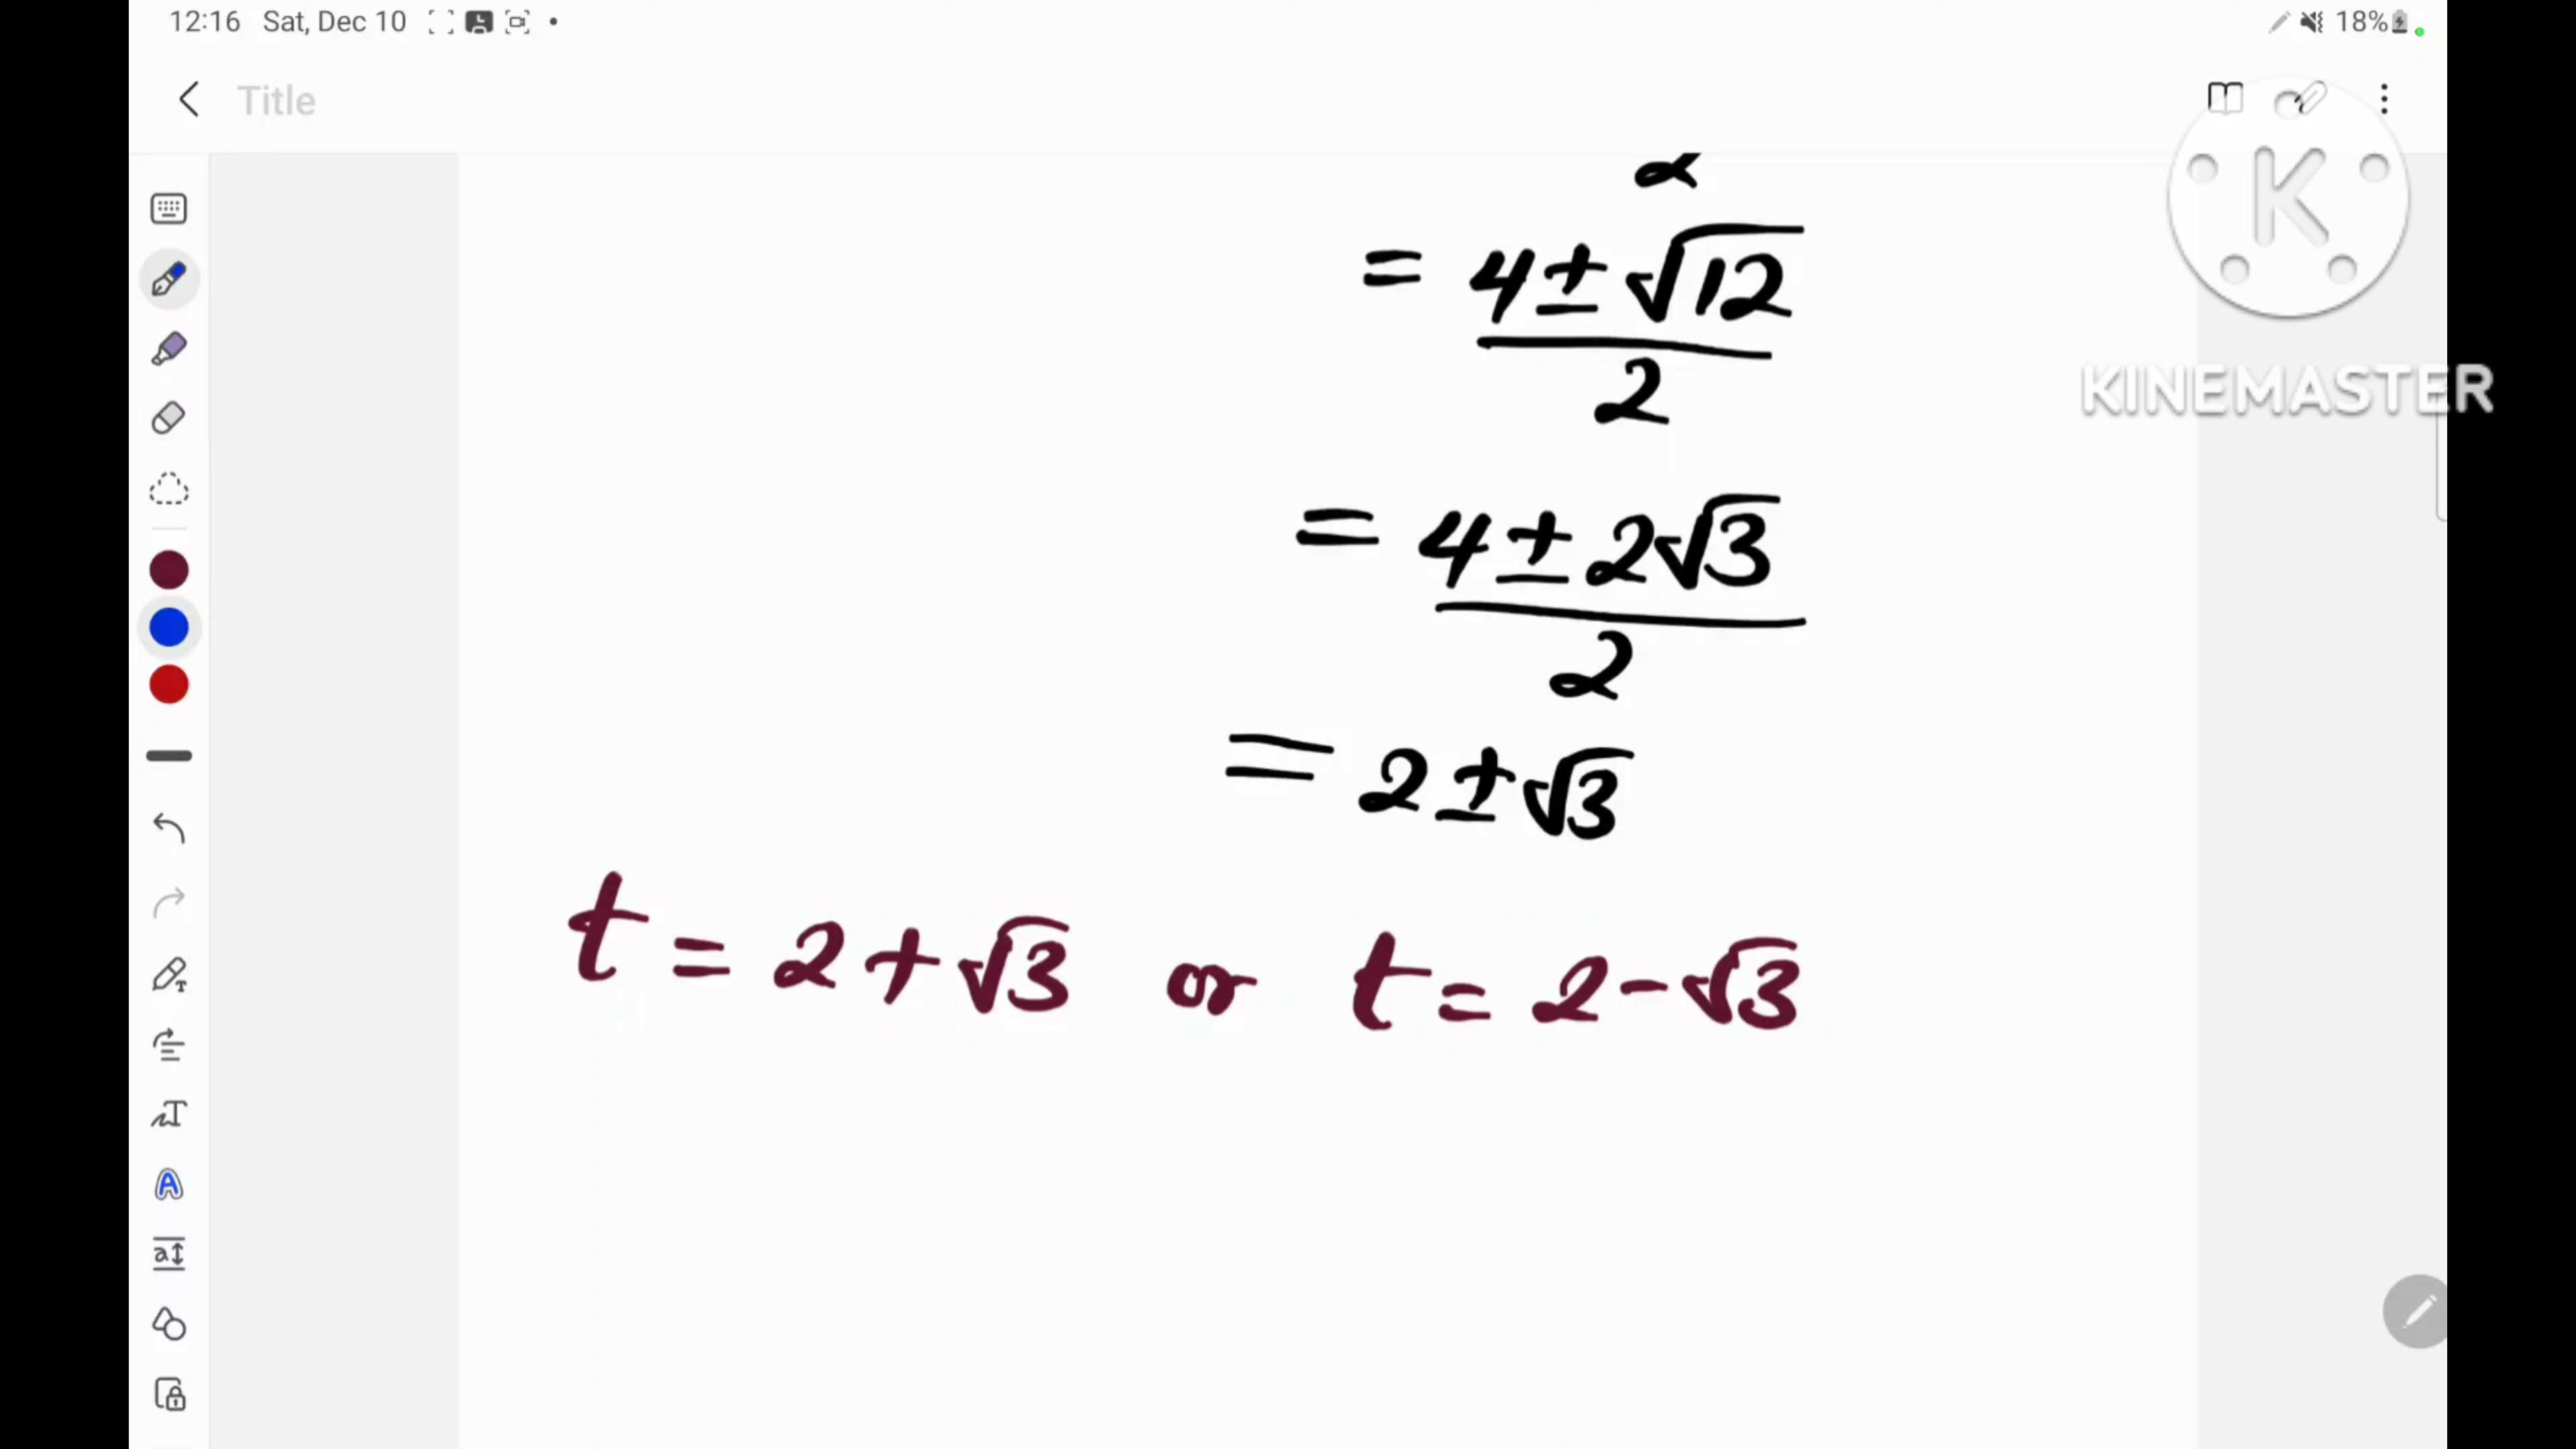 12:16 Sat, Dec 10 18%
Title
2
= 4 ± √12
2
= 4 ± 2√3
2
= 2 ± √3
t = 2 + √3 or t = 2 - √3
K
KINEMASTER